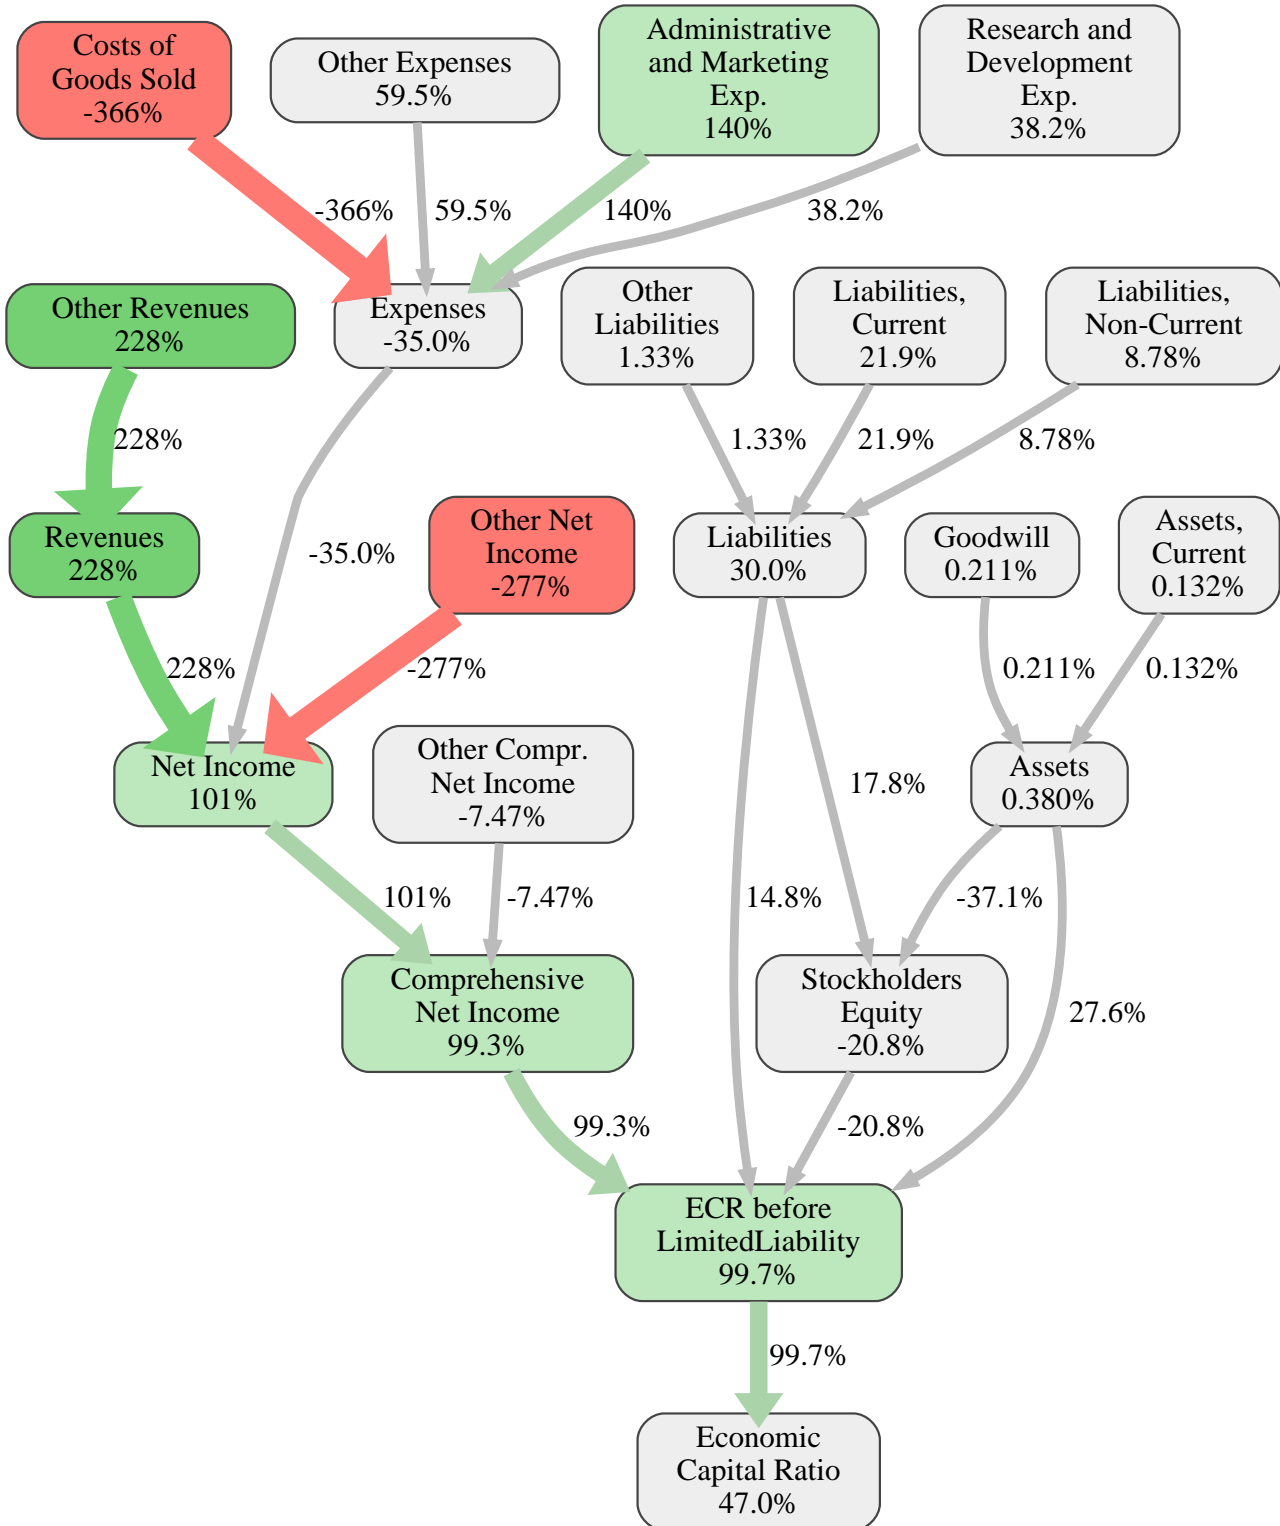 Costs of
Goods Sold
-366%
Other Expenses
59.5%
Administrative
and Marketing
Exp.
140%
Research and
Development
Exp.
38.2%
-366%
59.5%
140%
38.2%
Other Revenues
228%
Expenses
-35.0%
Other
Liabilities
1.33%
Liabilities,
Current
21.9%
Liabilities,
Non-Current
8.78%
228%
1.33%
21.9%
8.78%
Revenues
228%
-35.0%
Other Net
Income
-277%
Liabilities
30.0%
Goodwill
0.211%
Assets,
Current
0.132%
228%
-277%
0.211%
0.132%
Net Income
101%
Other Compr.
Net Income
-7.47%
17.8%
Assets
0.380%
101%
-7.47%
14.8%
-37.1%
Comprehensive
Net Income
99.3%
Stockholders
Equity
-20.8%
27.6%
99.3%
-20.8%
ECR before
LimitedLiability
99.7%
99.7%
Economic
Capital Ratio
47.0%